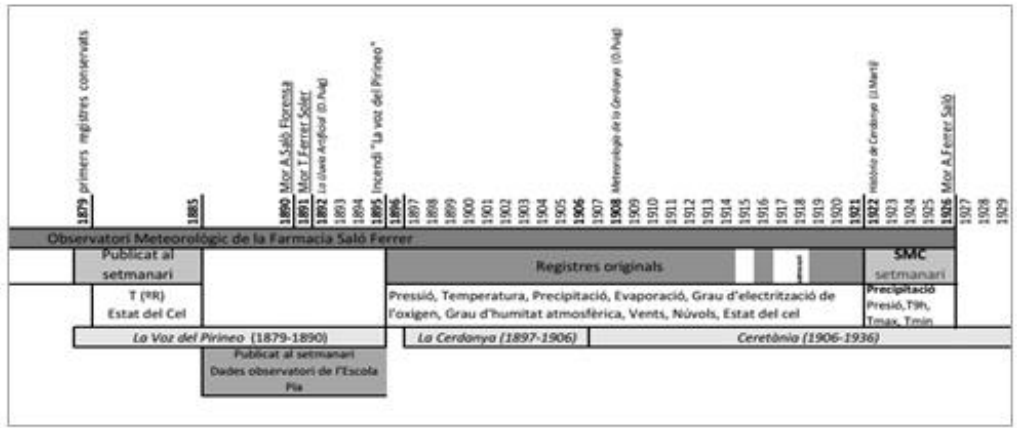 1879 primers registres conservats
1885
1890 Mor A.Saló Florensa
1891 Mor T.Ferrer Soler
1892 La Lluvia Artificial (D.Puig)
1893
1894
1895 Incendi "La voz del Pirineo"
1896
1897
1898
1899
1900
1901
1902
1903
1904
1905
1906
1907
1908 Meteorologia de la Cerdanya (D.Puig)
1909
1910
1911
1912
1913
1914
1915
1916
1917
1918
1919
1920
1921
1922 Història de Cerdanya (J.Martí)
1923
1924
1925
1926 Mor A.Ferrer Saló
1927
1928
1929
Observatori Meteorològic de la Farmacia Saló Ferrer
Publicat al
setmanari
Registres originals
SMC
setmanari
T (ºR)
Estat del Cel
Pressió, Temperatura, Precipitació, Evaporació, Grau d'electrització de
l'oxigen, Grau d'humitat atmosfèrica, Vents, Núvols, Estat del cel
Precipitació
Presió,T9h,
Tmax, Tmin
La Voz del Pirineo (1879-1890)
La Cerdanya (1897-1906)
Ceretània (1906-1936)
Publicat al setmanari
Dades observatori de l'Escola
Pia